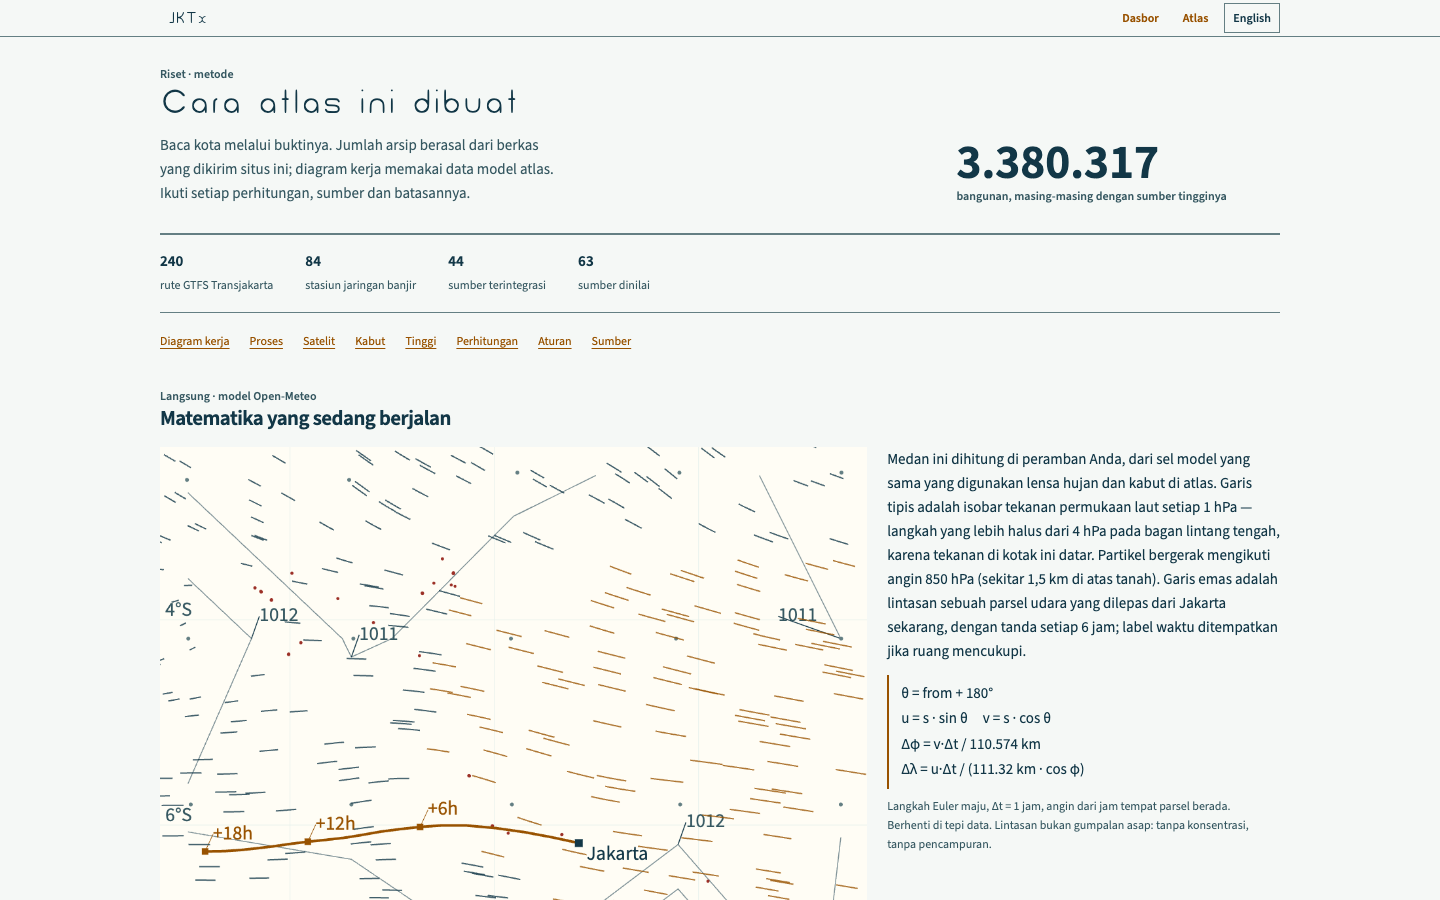 JKTx
Dasbor Atlas English
Riset · metode
Cara atlas ini dibuat
Baca kota melalui buktinya. Jumlah arsip berasal dari berkas
yang dikirim situs ini; diagram kerja memakai data model atlas.
Ikuti setiap perhitungan, sumber dan batasannya.
3.380.317
bangunan, masing-masing dengan sumber tingginya
240
rute GTFS Transjakarta
84
stasiun jaringan banjir
44
sumber terintegrasi
63
sumber dinilai
Diagram kerja Proses Satelit Kabut Tinggi Perhitungan Aturan Sumber
Langsung · model Open-Meteo
Matematika yang sedang berjalan
4°S
1012
1011
1011
6°S
+18h
+12h
+6h
1012
Jakarta
Medan ini dihitung di peramban Anda, dari sel model yang
sama yang digunakan lensa hujan dan kabut di atlas. Garis
tipis adalah isobar tekanan permukaan laut setiap 1 hPa —
langkah yang lebih halus dari 4 hPa pada bagan lintang tengah,
karena tekanan di kotak ini datar. Partikel bergerak mengikuti
angin 850 hPa (sekitar 1,5 km di atas tanah). Garis emas adalah
lintasan sebuah parsel udara yang dilepas dari Jakarta
sekarang, dengan tanda setiap 6 jam; label waktu ditempatkan
jika ruang mencukupi.
θ = from + 180°
u = s · sin θ v = s · cos θ
Δφ = v·Δt / 110.574 km
Δλ = u·Δt / (111.32 km · cos φ)
Langkah Euler maju, Δt = 1 jam, angin dari jam tempat parsel berada.
Berhenti di tepi data. Lintasan bukan gumpalan asap: tanpa konsentrasi,
tanpa pencampuran.